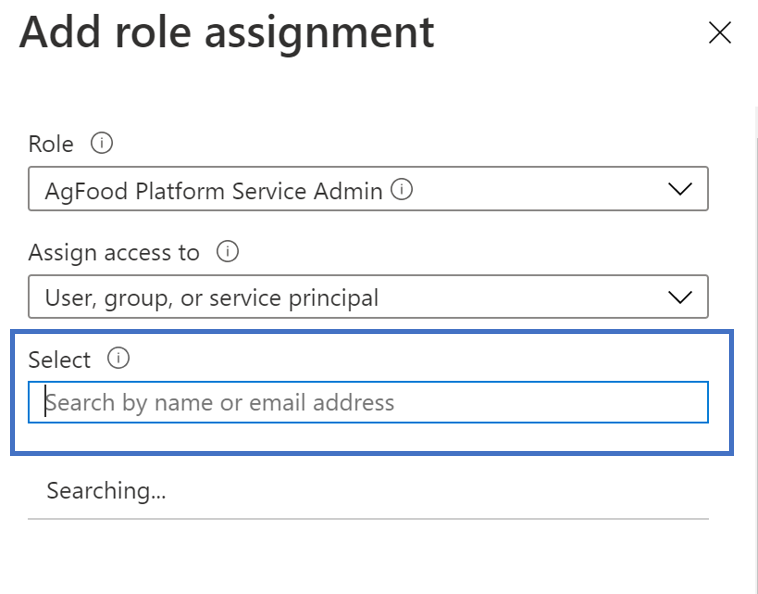 Add role assignment
Role
AgFood Platform Service Admin
Assign access to
User, group, or service principal
Select
Search by name or email address
Searching...